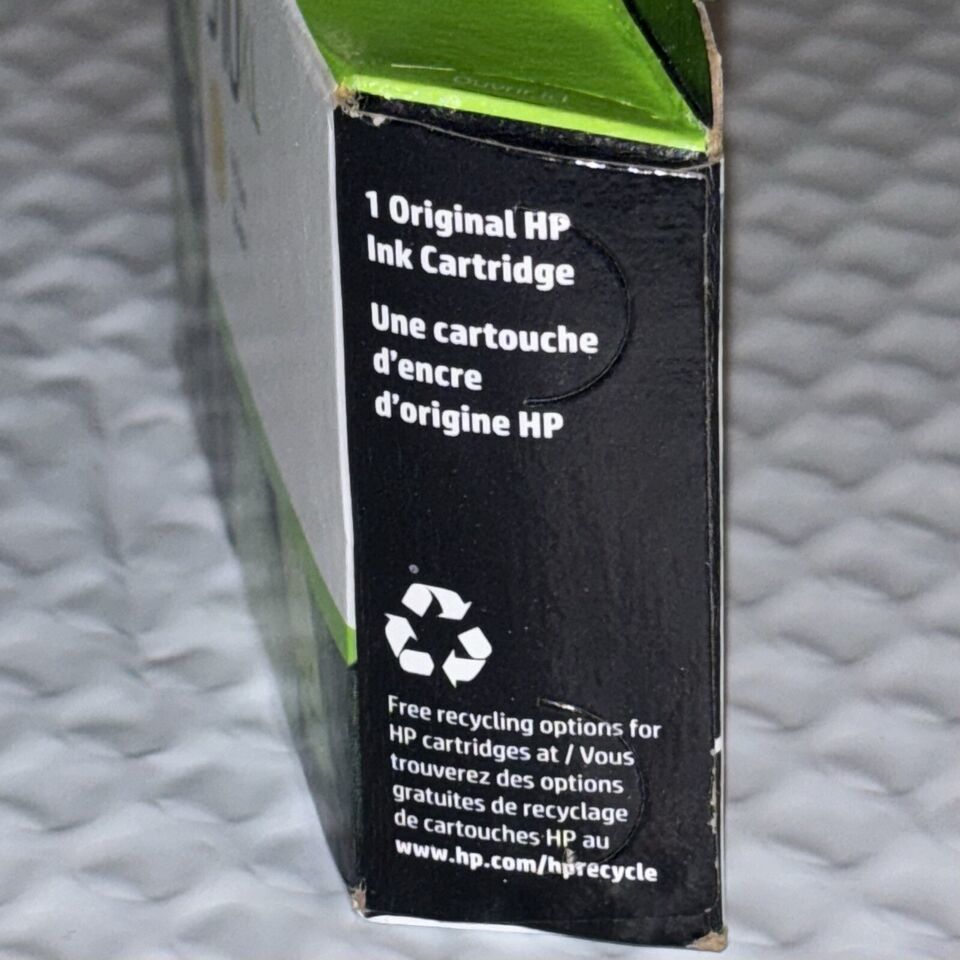 1 Original HP
Ink Cartridge
Une cartouche
d'encre
d'origine HP
Free recycling options for
HP cartridges at / Vous
trouverez des options
gratuites de recyclage
de cartouches HP au
www.hp.com/hprecycle